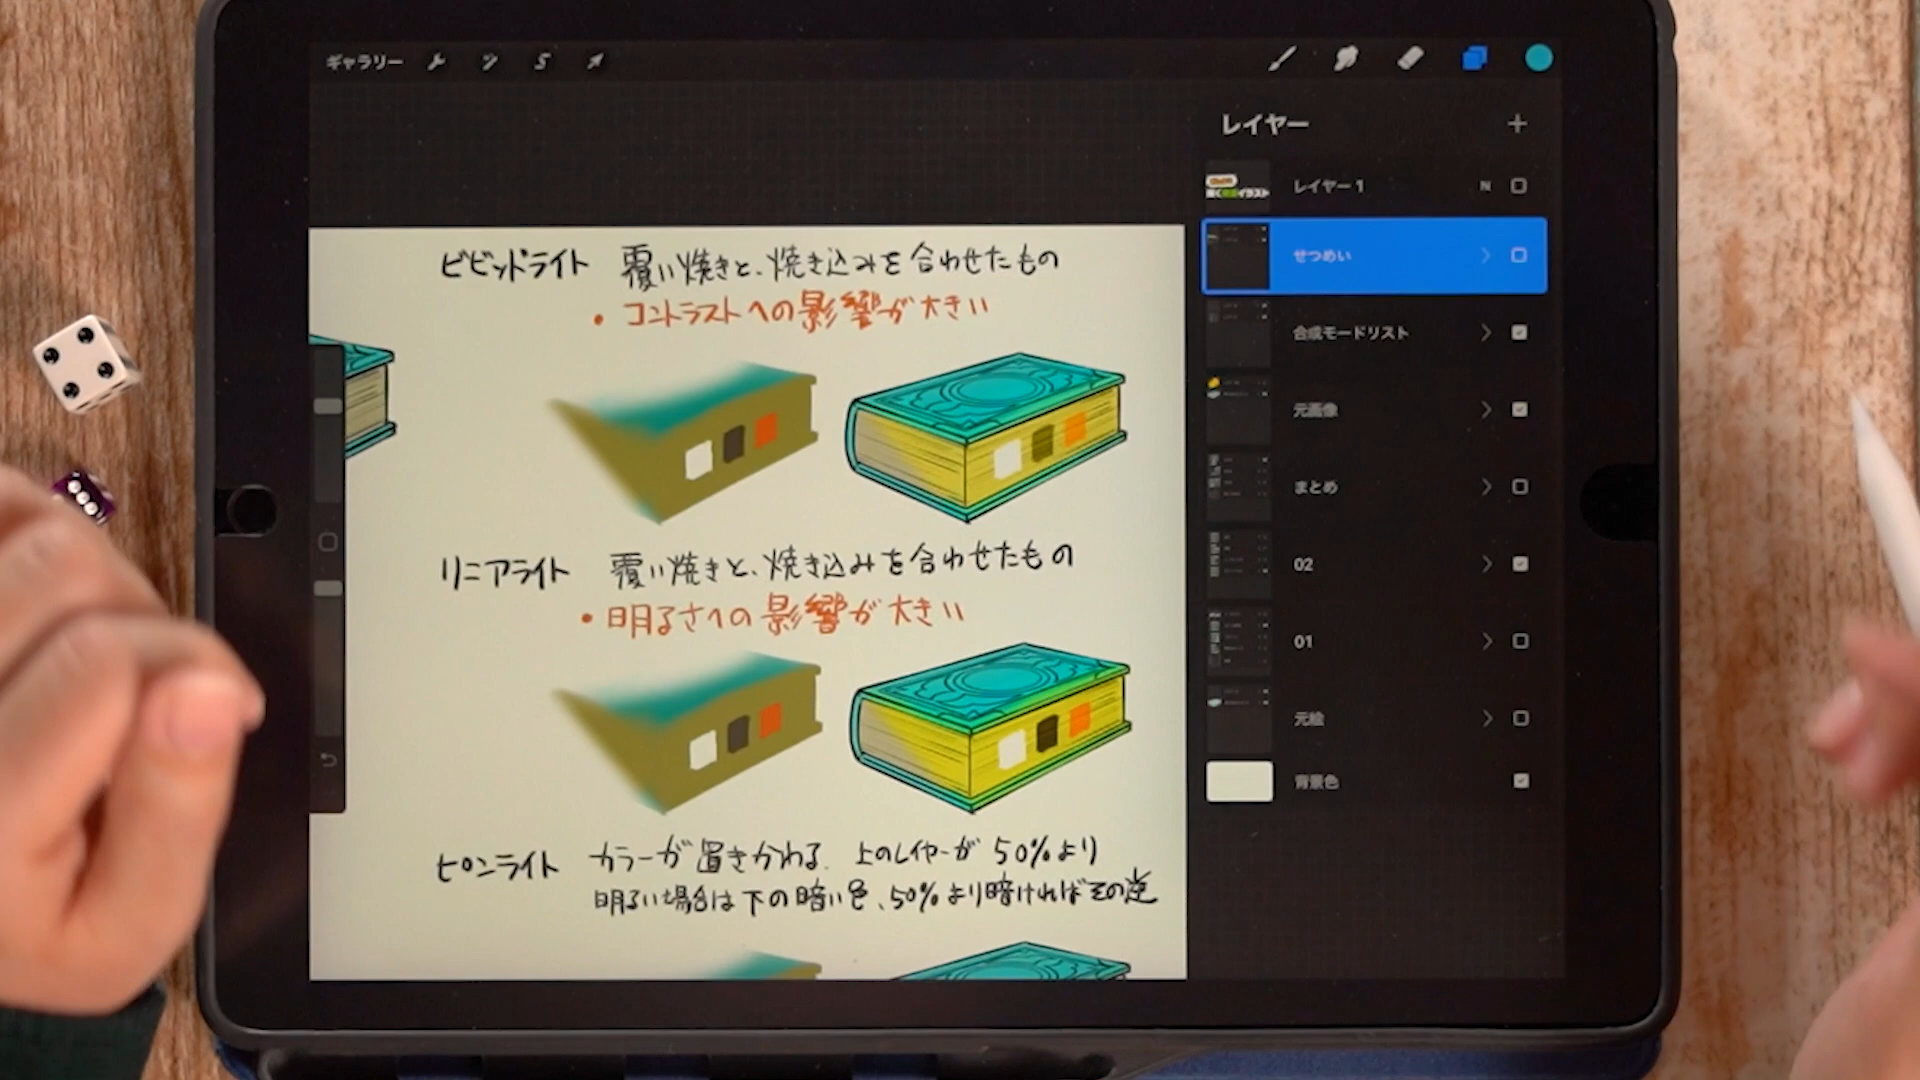 ギャラリー
レイヤー
レイヤー 1
N
せつめい
合成モードリスト
元画像
まとめ
02
01
元絵
背景色
ビビッドライト 覆い焼きと、焼き込みを合わせたもの
• コントラストへの影響が大きい
リニアライト 覆い焼きと、焼き込みを合わせたもの
• 明るさへの影響が大きい
ピンライト カラーが置きかわる。上のレイヤーが 50%より
明るい場合は下の暗い色、50%より暗ければその逆